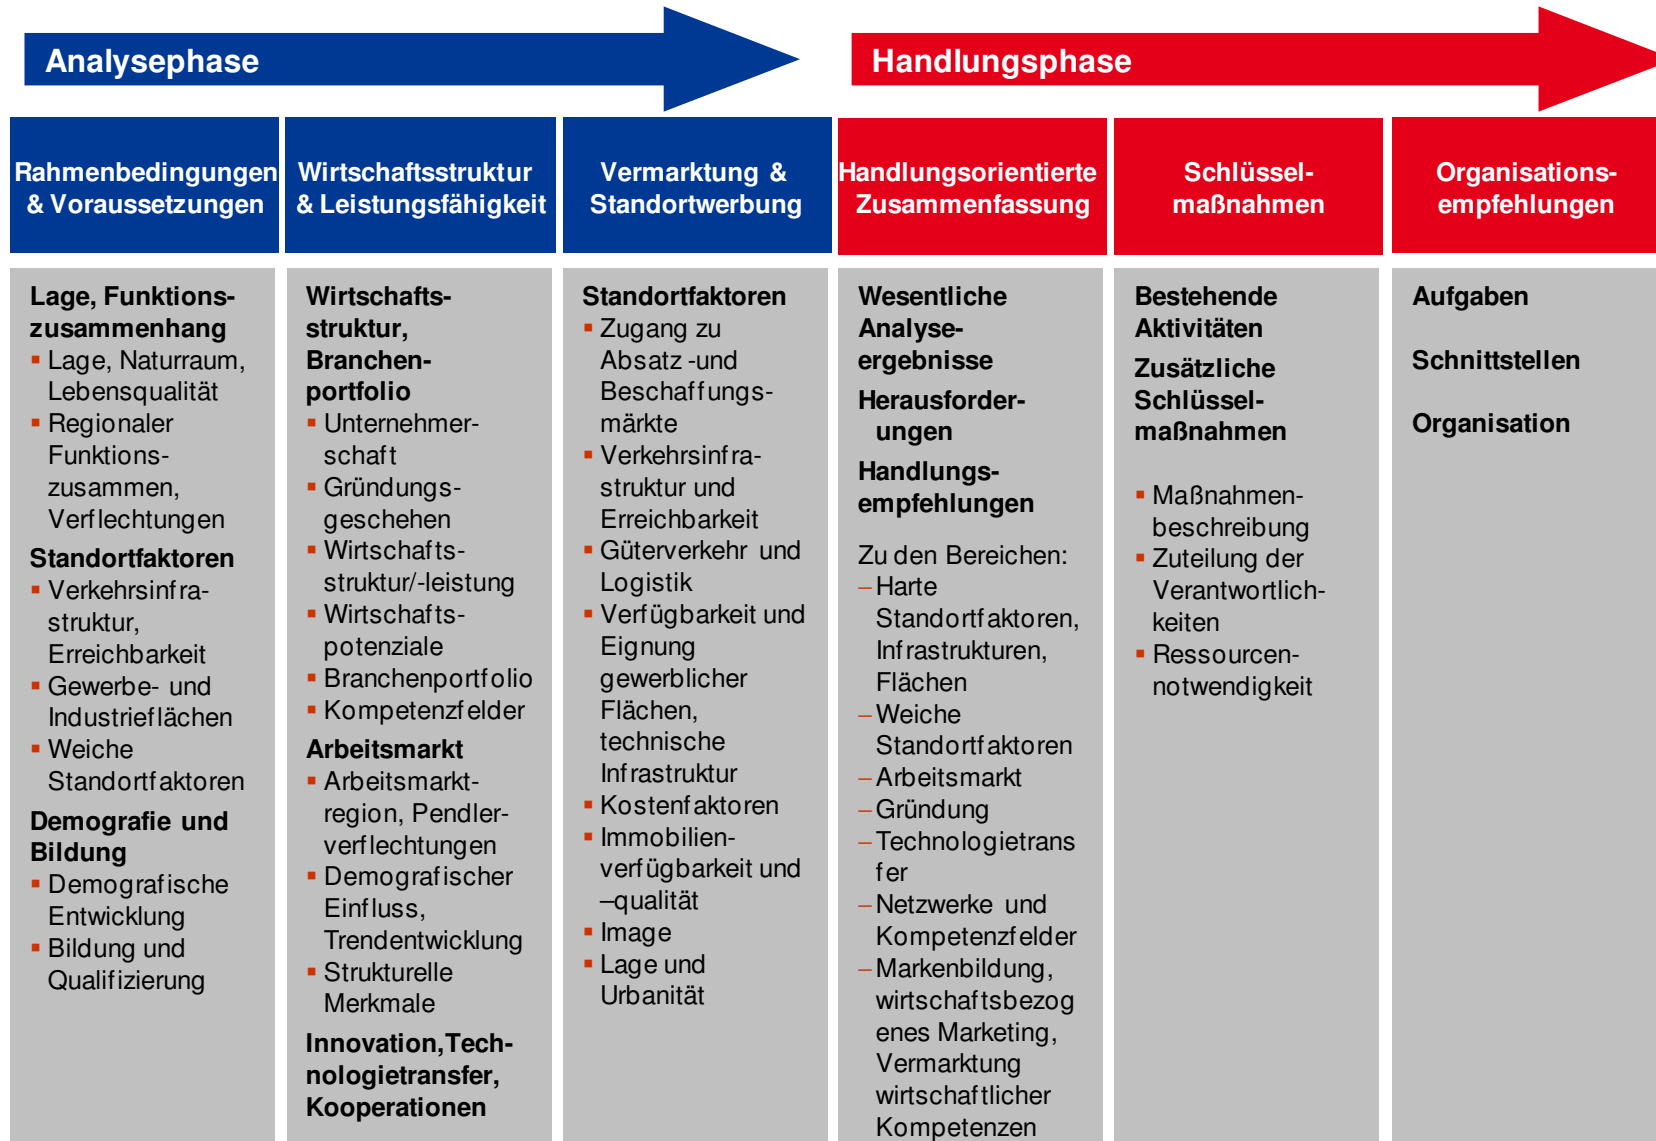 Analysephase
Handlungsphase
Rahmenbedingungen
& Voraussetzungen
Wirtschaftsstruktur
& Leistungsfähigkeit
Vermarktung &
Standortwerbung
Handlungsorientierte
Zusammenfassung
Schlüssel-
maßnahmen
Organisations-
empfehlungen
Lage, Funktions-
zusammenhang
Lage, Naturraum,
Lebensqualität
Regionaler
Funktions-
zusammen,
Verflechtungen
Standortfaktoren
Verkehrsinfra-
struktur,
Erreichbarkeit
Gewerbe- und
Industrieflächen
Weiche
Standortfaktoren
Demografie und
Bildung
Demografische
Entwicklung
Bildung und
Qualifizierung
Wirtschafts-
struktur,
Branchen-
portfolio
Unternehmer-
schaft
Gründungs-
geschehen
Wirtschafts-
struktur/-leistung
Wirtschafts-
potenziale
Branchenportfolio
Kompetenzfelder
Arbeitsmarkt
Arbeitsmarkt-
region, Pendler-
verflechtungen
Demografischer
Einfluss,
Trendentwicklung
Strukturelle
Merkmale
Innovation,Tech-
nologietransfer,
Kooperationen
Standortfaktoren
Zugang zu
Absatz -und
Beschaffungs-
märkte
Verkehrsinfra-
struktur und
Erreichbarkeit
Güterverkehr und
Logistik
Verfügbarkeit und
Eignung
gewerblicher
Flächen,
technische
Infrastruktur
Kostenfaktoren
Immobilien-
verfügbarkeit und
–qualität
Image
Lage und
Urbanität
Wesentliche
Analyse-
ergebnisse
Herausforder-
ungen
Handlungs-
empfehlungen
Zu den Bereichen:
–Harte
Standortfaktoren,
Infrastrukturen,
Flächen
–Weiche
Standortfaktoren
–Arbeitsmarkt
–Gründung
–Technologietrans
fer
–Netzwerke und
Kompetenzfelder
–Markenbildung,
wirtschaftsbezog
enes Marketing,
Vermarktung
wirtschaftlicher
Kompetenzen
Bestehende
Aktivitäten
Zusätzliche
Schlüssel-
maßnahmen
Maßnahmen-
beschreibung
Zuteilung der
Verantwortlich-
keiten
Ressourcen-
notwendigkeit
Aufgaben
Schnittstellen
Organisation